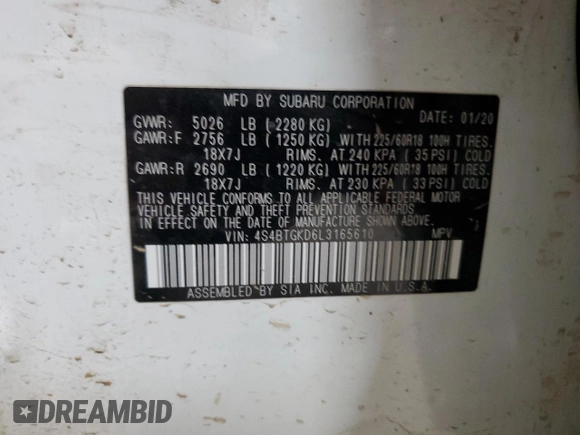 MFD BY SUBARU CORPORATION
GVWR: 5026 LB ( 2280 KG) DATE: 01/20
GAWR:F 2756 LB ( 1250 KG) WITH 225/60R18 100H TIRES.
18X7J RIMS. AT 240 KPA ( 35 PSI) COLD
GAWR:R 2690 LB ( 1220 KG) WITH 225/60R18 100H TIRES.
18X7J RIMS. AT 230 KPA ( 33 PSI) COLD
THIS VEHICLE CONFORMS TO ALL APPLICABLE FEDERAL MOTOR
VEHICLE SAFETY AND THEFT PREVENTION STANDARDS
IN EFFECT ON THE DATE OF MANUFACTURE SHOWN ABOVE.
VIN: 4S4BTGKD6L3165610 MPV
ASSEMBLED BY SIA INC. MADE IN U.S.A.
DREAMBID